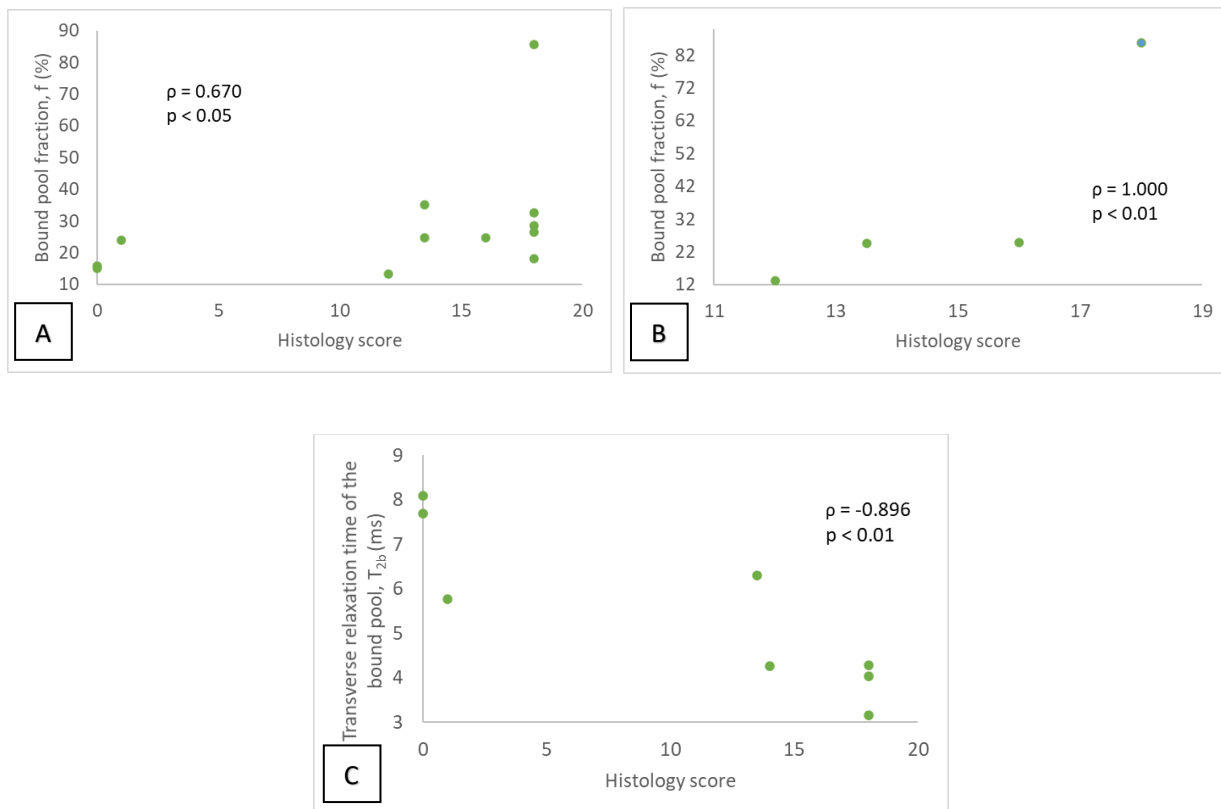 90
80
70
60
50
40
30
20
10
Bound pool fraction, f (%)
ρ = 0.670
p < 0.05
0
5
10
15
20
Histology score
A
82
72
62
52
42
32
22
12
Bound pool fraction, f (%)
ρ = 1.000
p < 0.01
11
13
15
17
19
Histology score
B
9
8
7
6
5
4
3
Transverse relaxation time of the
bound pool, T2b (ms)
ρ = -0.896
p < 0.01
0
5
10
15
20
Histology score
C